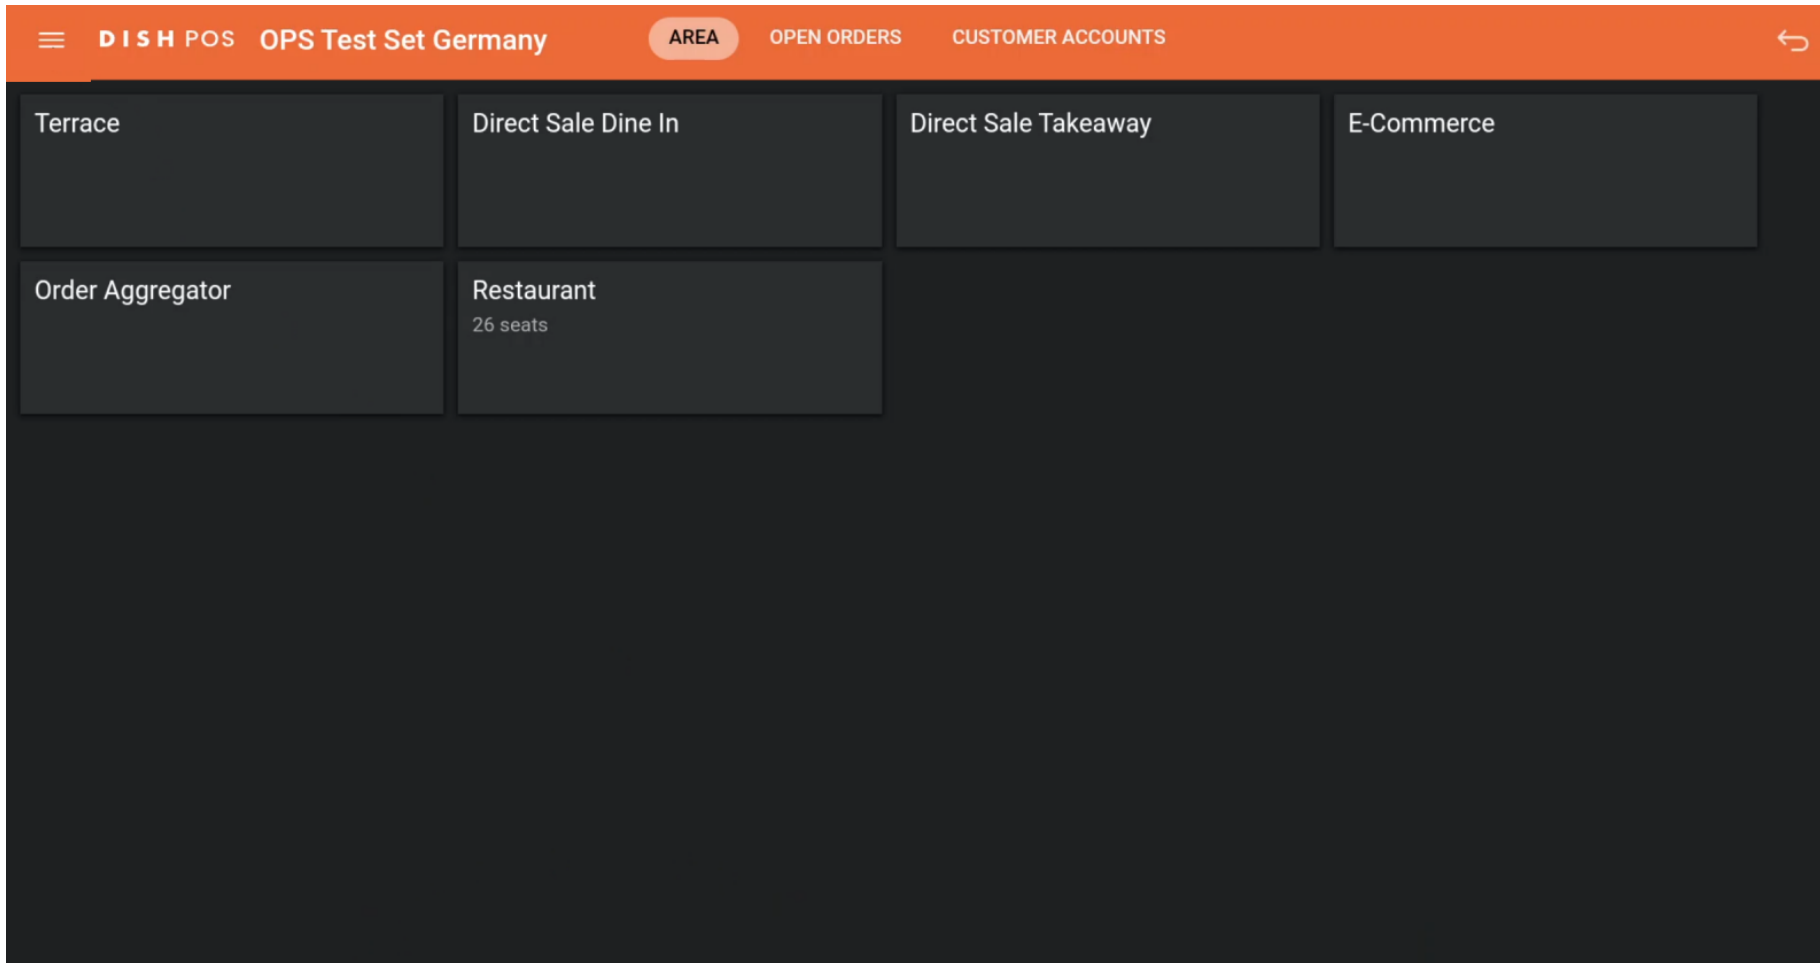 DISH POS OPS Test Set Germany AREA OPEN ORDERS CUSTOMER ACCOUNTS
Terrace
Direct Sale Dine In
Direct Sale Takeaway
E-Commerce
Order Aggregator
Restaurant
26 seats